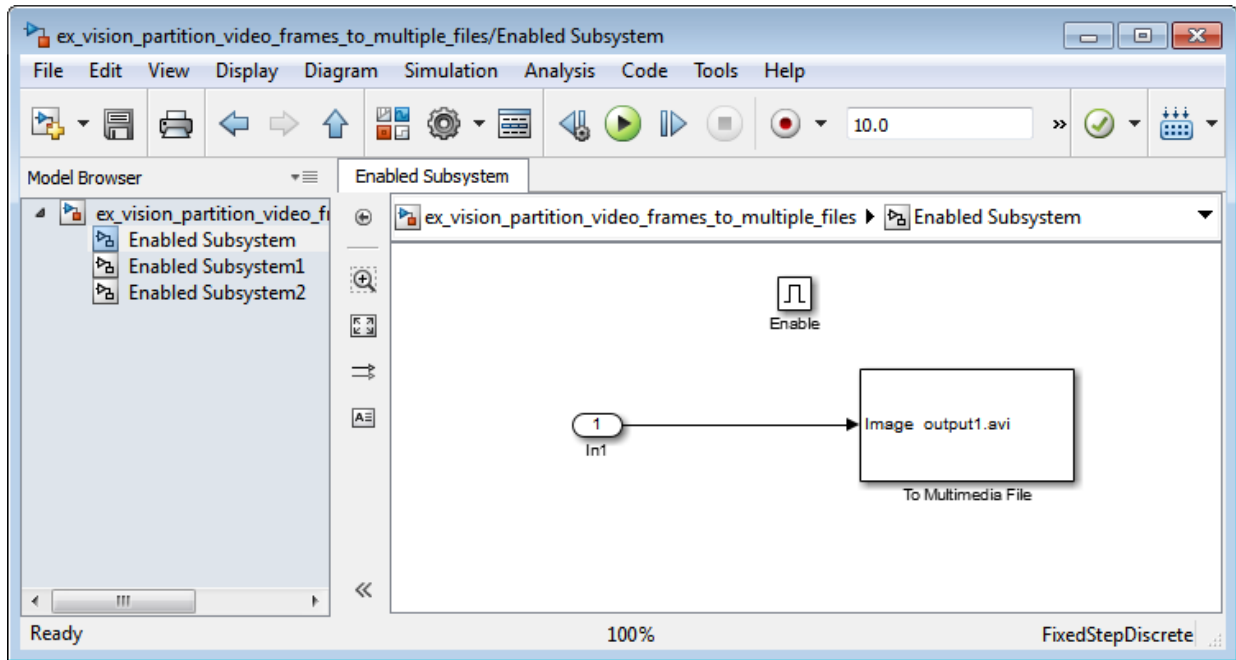 ex_vision_partition_video_frames_to_multiple_files/Enabled Subsystem
File Edit View Display Diagram Simulation Analysis Code Tools Help
10.0 »
Model Browser
Enabled Subsystem
ex_vision_partition_video_fr
Enabled Subsystem
Enabled Subsystem1
Enabled Subsystem2
ex_vision_partition_video_frames_to_multiple_files Enabled Subsystem
Enable
1
In1
Image output1.avi
To Multimedia File
Ready 100% FixedStepDiscrete